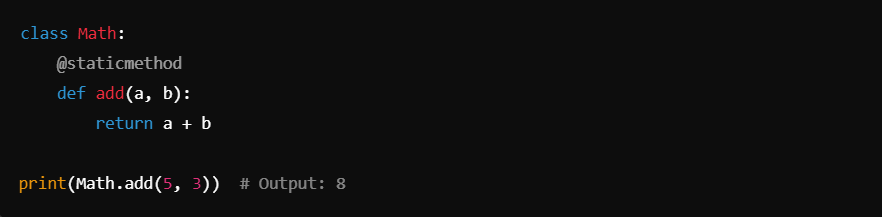 class Math:
    @staticmethod
    def add(a, b):
        return a + b
print(Math.add(5, 3))  # Output: 8